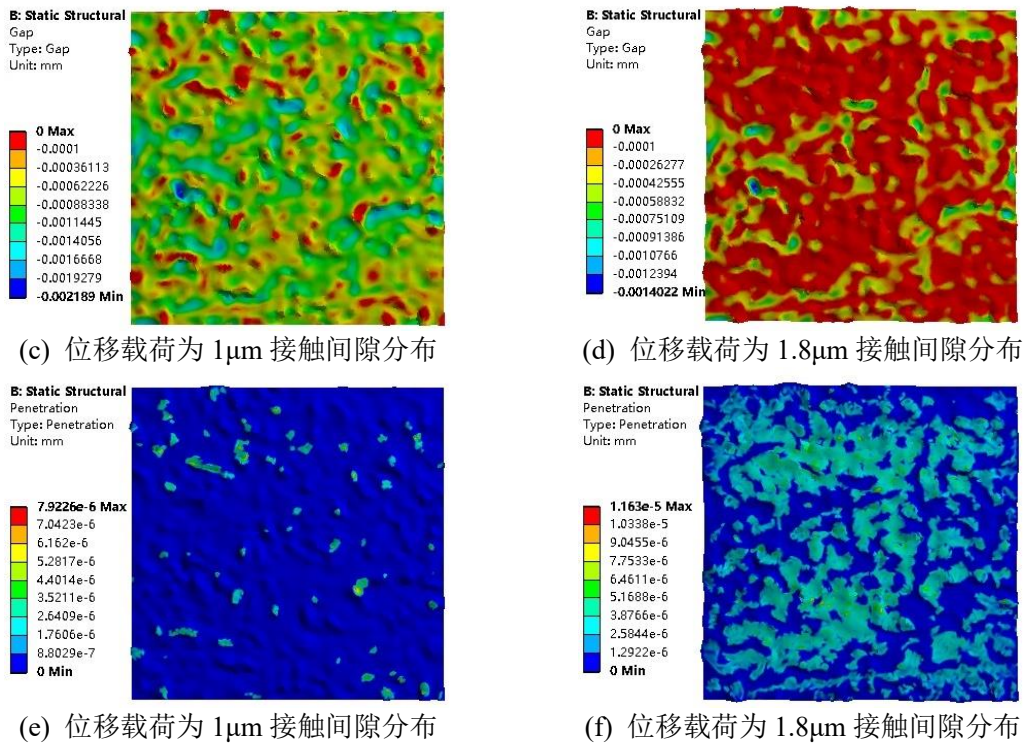 B: Static Structural
Gap
Type: Gap
Unit: mm
0 Max
-0.0001
-0.00036113
-0.00062226
-0.00088338
-0.0011445
-0.0014056
-0.0016668
-0.0019279
-0.002189 Min
(c) 位移载荷为 1μm 接触间隙分布
B: Static Structural
Gap
Type: Gap
Unit: mm
0 Max
-0.0001
-0.00026277
-0.00042555
-0.00058832
-0.00075109
-0.00091386
-0.0010766
-0.0012394
-0.0014022 Min
(d) 位移载荷为 1.8μm 接触间隙分布
B: Static Structural
Penetration
Type: Penetration
Unit: mm
7.9226e-6 Max
7.0423e-6
6.162e-6
5.2817e-6
4.4014e-6
3.5211e-6
2.6409e-6
1.7606e-6
8.8029e-7
0 Min
(e) 位移载荷为 1μm 接触间隙分布
B: Static Structural
Penetration
Type: Penetration
Unit: mm
1.163e-5 Max
1.0338e-5
9.0455e-6
7.7533e-6
6.4611e-6
5.1688e-6
3.8766e-6
2.5844e-6
1.2922e-6
0 Min
(f) 位移载荷为 1.8μm 接触间隙分布